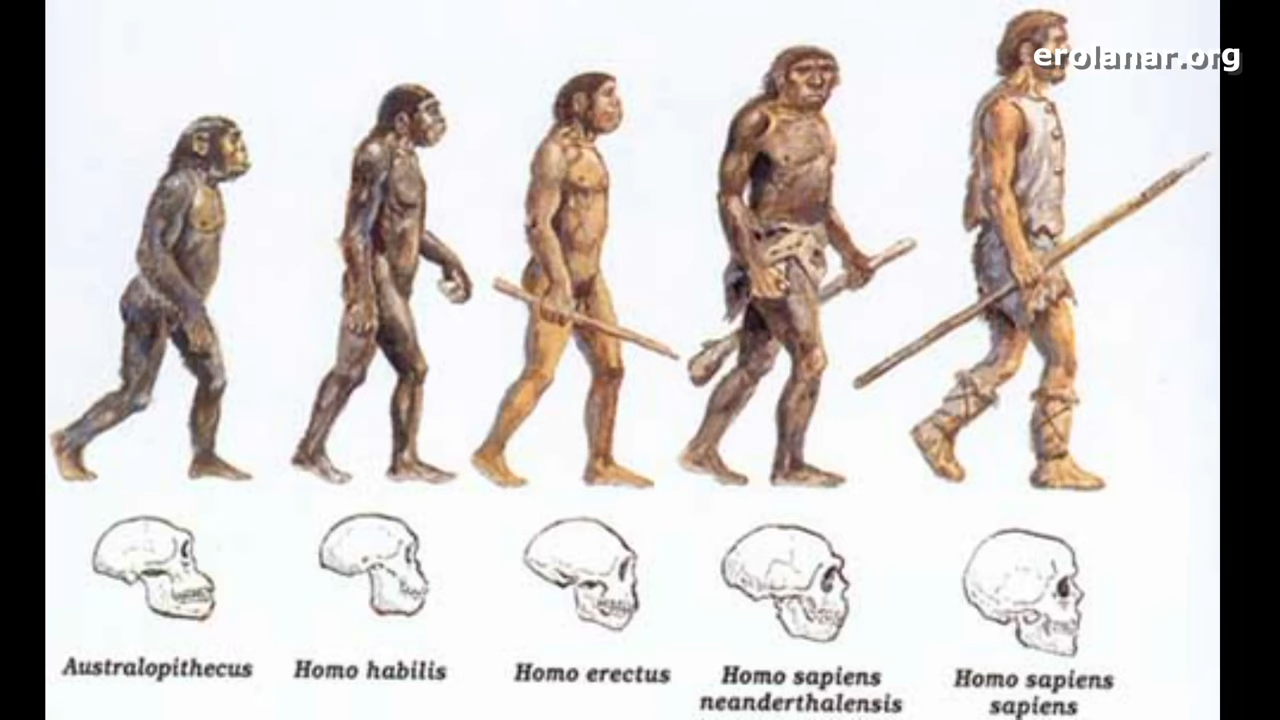 erolanar.org
Australopithecus
Homo habilis
Homo erectus
Homo sapiens
neanderthalensis
Homo sapiens
sapiens